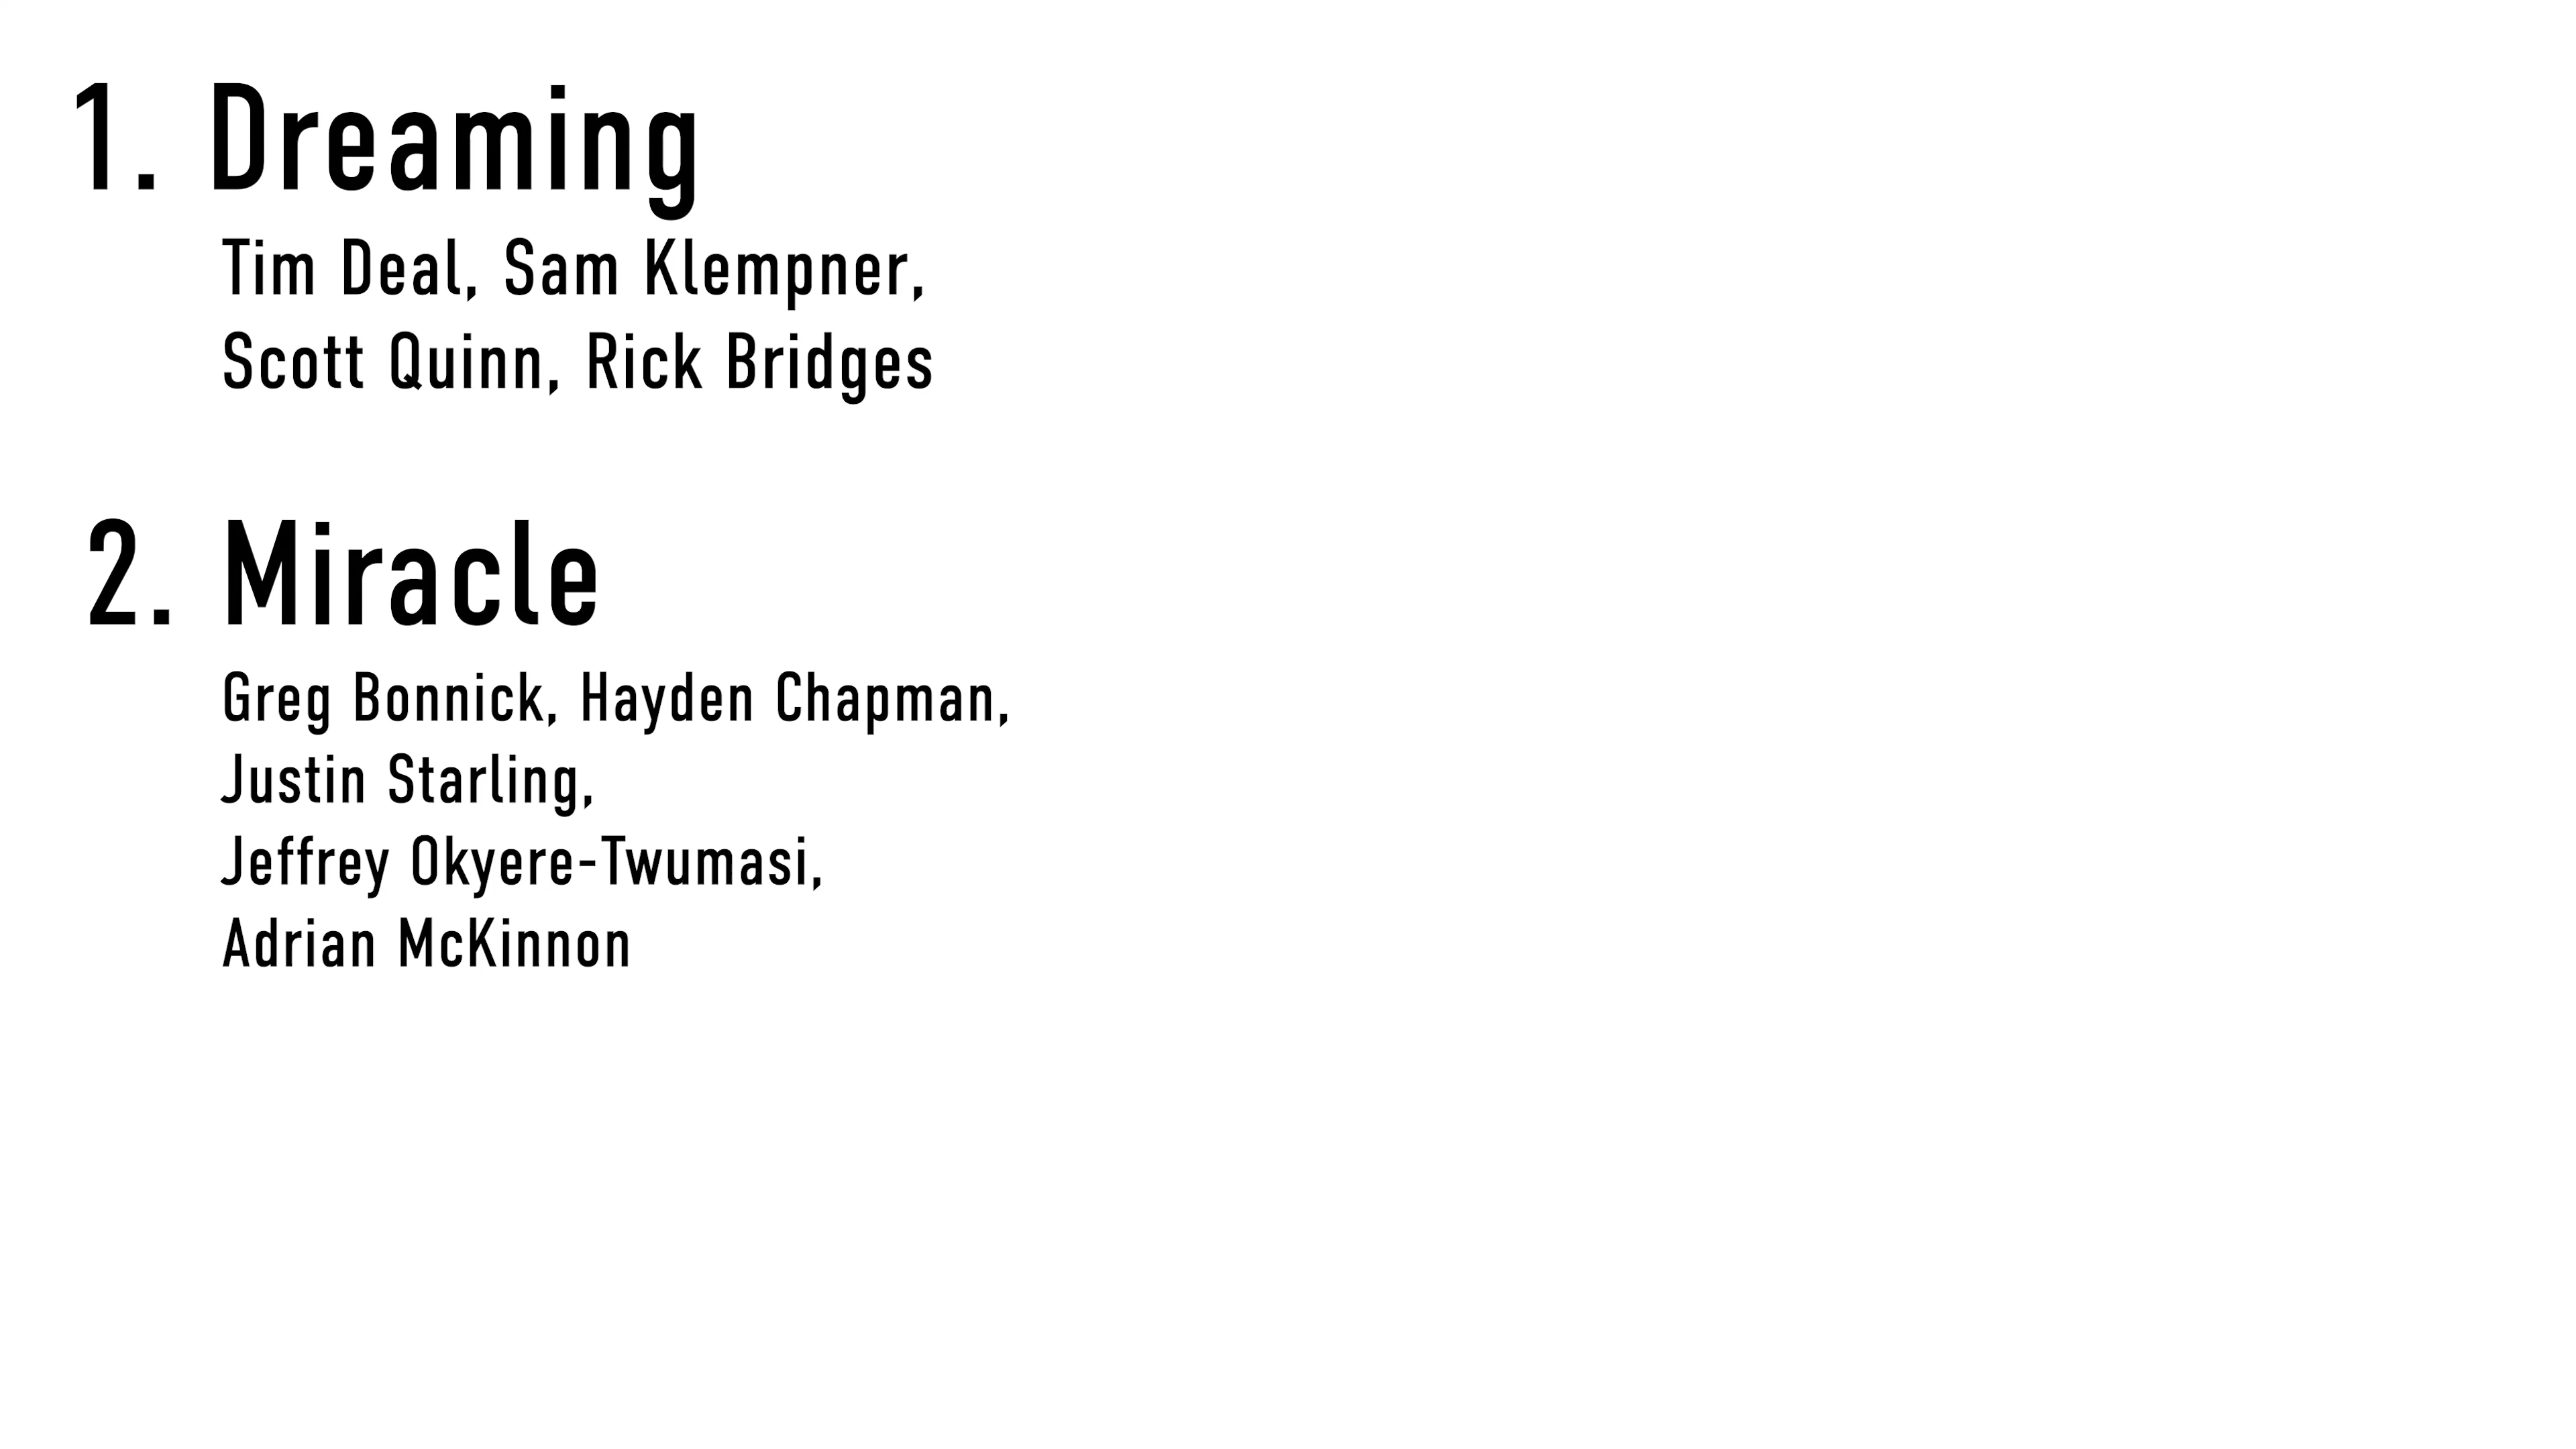 1. Dreaming
Tim Deal, Sam Klempner,
Scott Quinn, Rick Bridges
2. Miracle
Greg Bonnick, Hayden Chapman,
Justin Starling,
Jeffrey Okyere-Twumasi,
Adrian McKinnon